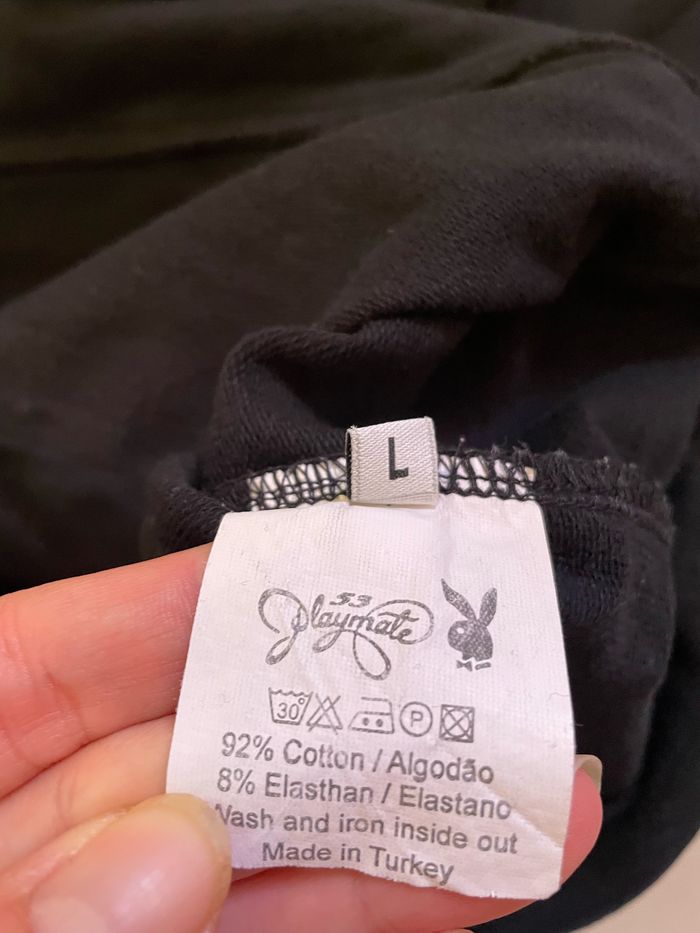 L
53
Playmate
30°
P
92% Cotton / Algodão
8% Elasthan / Elastano
Wash and iron inside out
Made in Turkey